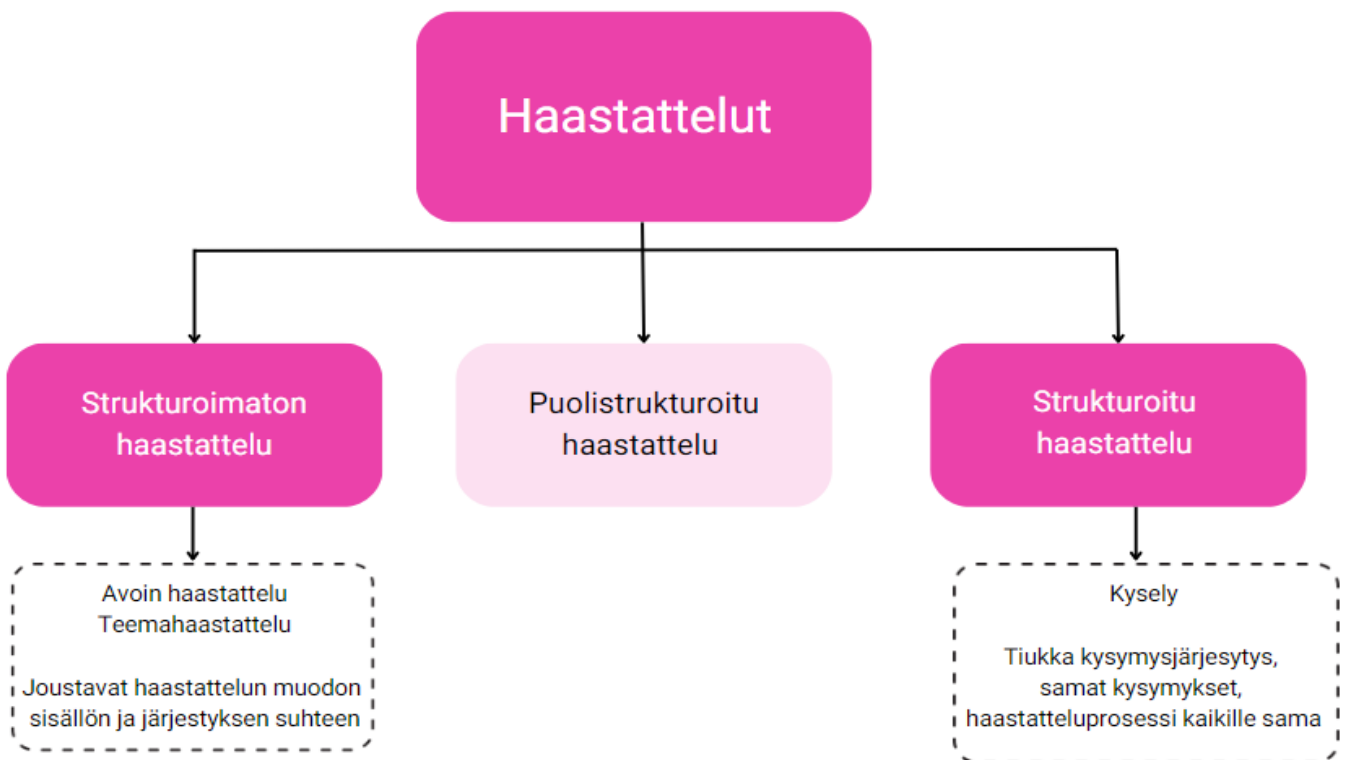 Haastattelut
Strukturoimaton
haastattelu
Puolistrukturoitu
haastattelu
Strukturoitu
haastattelu
Avoin haastattelu
Teemahaastattelu
Joustavat haastattelun muodon
sisällön ja järjestyksen suhteen
Kysely
Tiukka kysymysjärjesytys,
samat kysymykset,
haastatteluprosessi kaikille sama